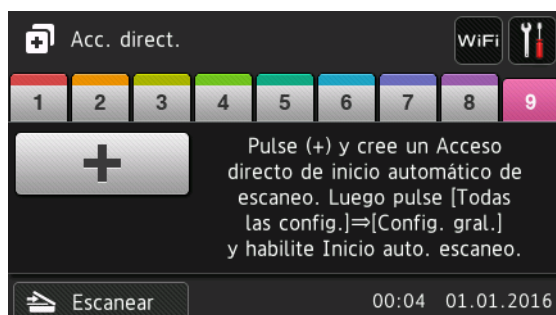 Acc. direct.
WiFi
1 2 3 4 5 6 7 8 9
Pulse (+) y cree un Acceso
directo de inicio automático de
escaneo. Luego pulse [Todas
las config.]⇒[Config. gral.]
y habilite Inicio auto. escaneo.
Escanear 00:04 01.01.2016